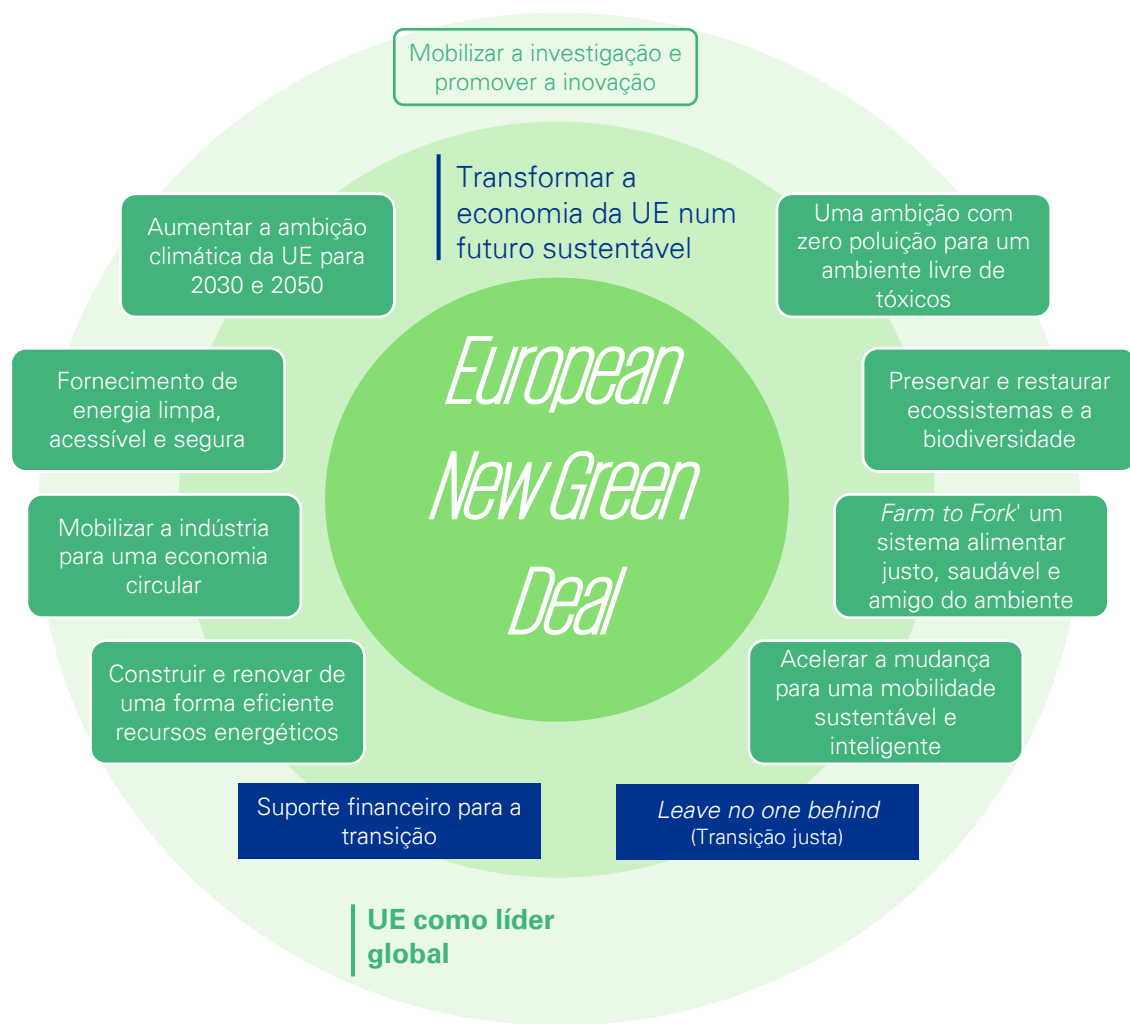 Mobilizar a investigação e
promover a inovação
Transformar a
economia da UE num
futuro sustentável
Aumentar a ambição
climática da UE para
2030 e 2050
Uma ambição com
zero poluição para um
ambiente livre de
tóxicos
European
New Green
Deal
Fornecimento de
energia limpa,
acessível e segura
Preservar e restaurar
ecossistemas e a
biodiversidade
Mobilizar a indústria
para uma economia
circular
Farm to Fork' um
sistema alimentar
justo, saudável e
amigo do ambiente
Construir e renovar de
uma forma eficiente
recursos energéticos
Acelerar a mudança
para uma mobilidade
sustentável e
inteligente
Suporte financeiro para a
transição
Leave no one behind
(Transição justa)
UE como líder
global